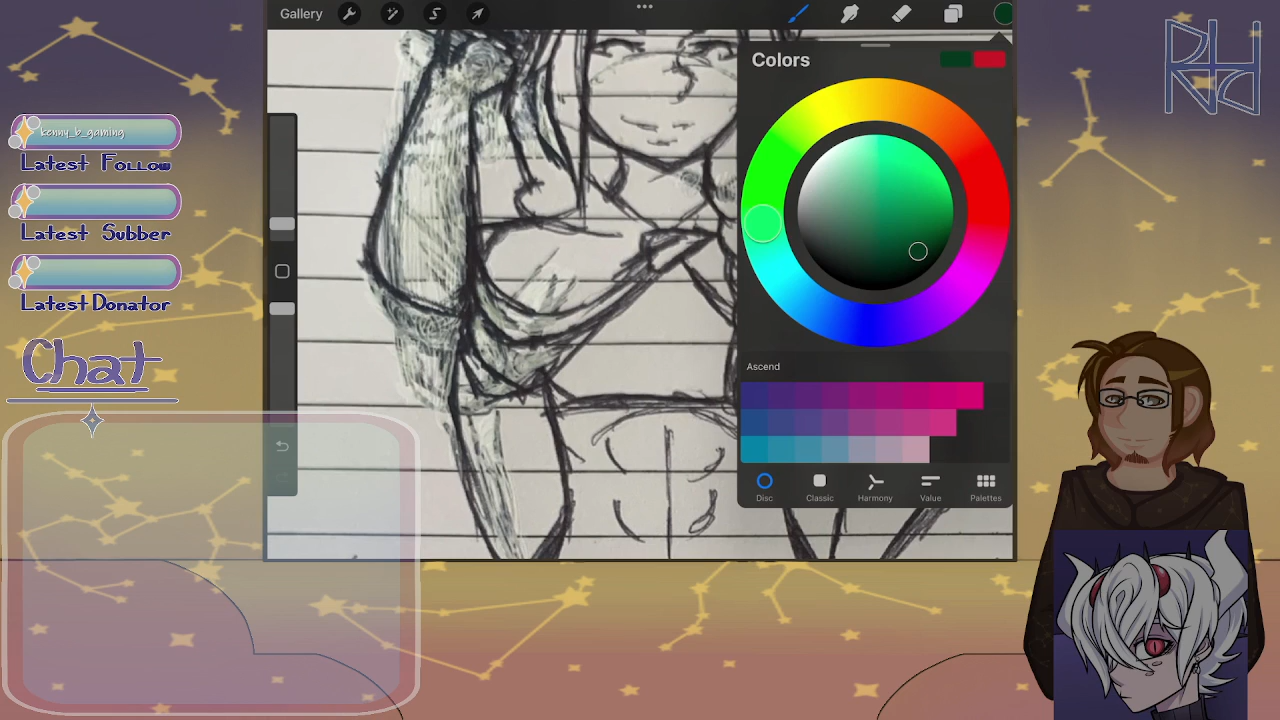 Gallery
Colors
kenny_b_gaming
Latest Follow
Latest Subber
Latest Donator
Chat
Ascend
Disc
Classic
Harmony
Value
Palettes